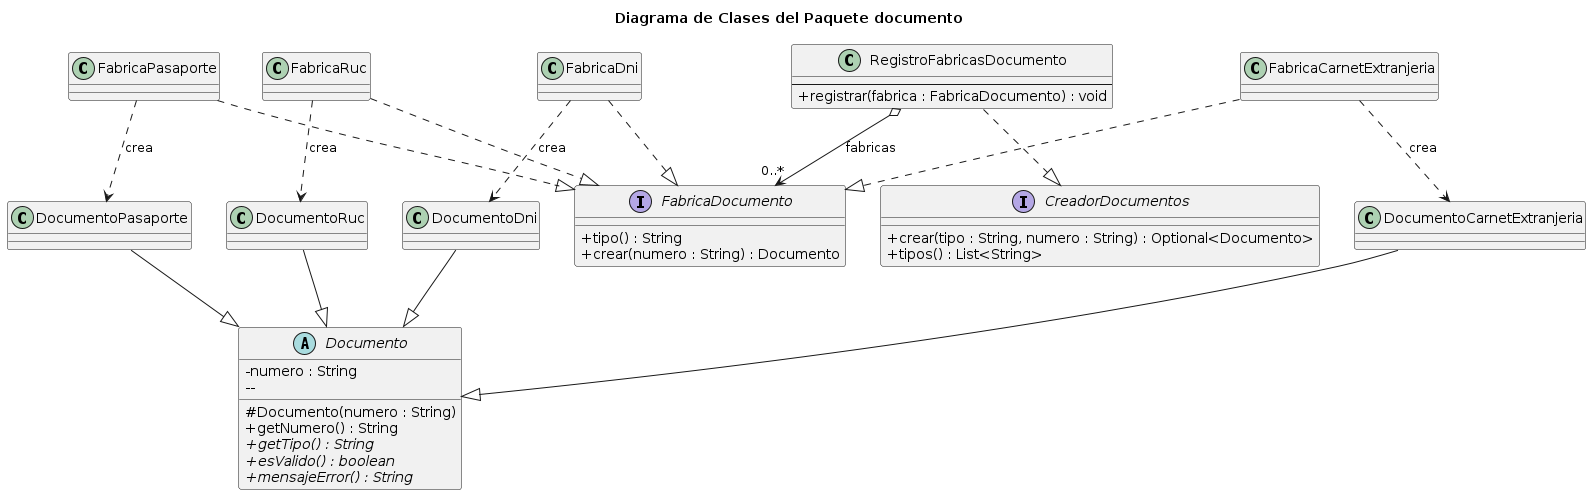 Diagrama de Clases del Paquete documento
C FabricaPasaporte
C FabricaRuc
C FabricaDni
C RegistroFabricasDocumento
+registrar(fabrica : FabricaDocumento) : void
C FabricaCarnetExtranjeria
crea
crea
crea
fabricas
crea
0..*
C DocumentoPasaporte
C DocumentoRuc
C DocumentoDni
I FabricaDocumento
+tipo() : String
+crear(numero : String) : Documento
I CreadorDocumentos
+crear(tipo : String, numero : String) : Optional<Documento>
+tipos() : List<String>
C DocumentoCarnetExtranjeria
A Documento
-numero : String
--
#Documento(numero : String)
+getNumero() : String
+getTipo() : String
+esValido() : boolean
+mensajeError() : String